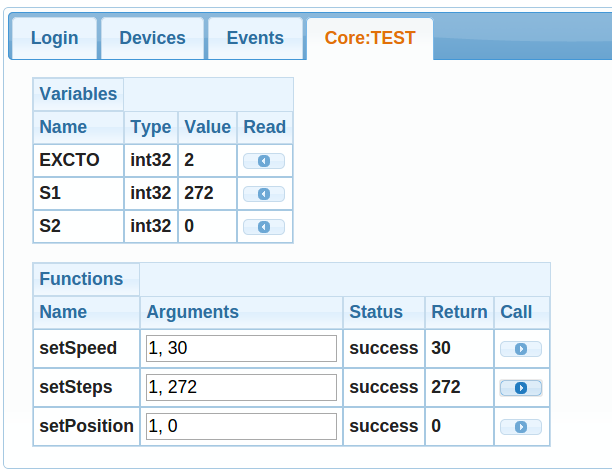 Login Devices Events Core:TEST
Variables
Name Type Value Read
EXCTO int32 2
S1 int32 272
S2 int32 0
Functions
Name Arguments Status Return Call
setSpeed 1, 30 success 30
setSteps 1, 272 success 272
setPosition 1, 0 success 0